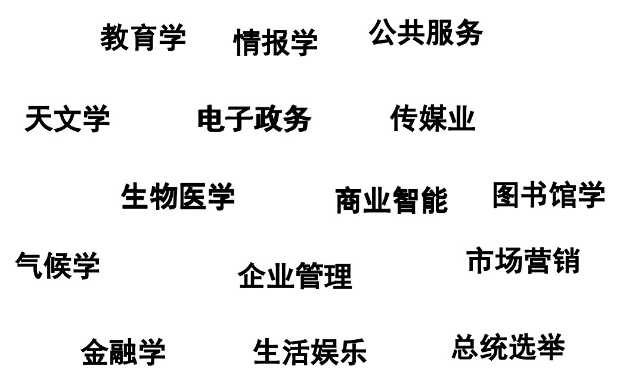 教育学 情报学 公共服务
天文学 电子政务 传媒业
生物医学 商业智能 图书馆学
气候学 企业管理 市场营销
金融学 生活娱乐 总统选举